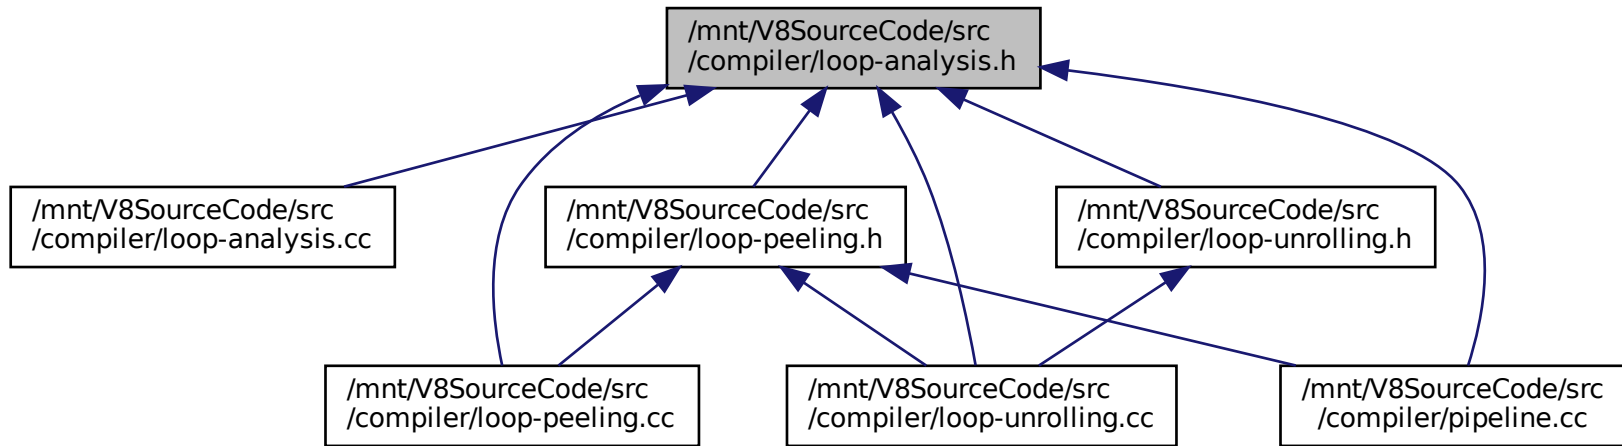 /mnt/V8SourceCode/src
/compiler/loop-analysis.h
/mnt/V8SourceCode/src
/compiler/loop-analysis.cc
/mnt/V8SourceCode/src
/compiler/loop-peeling.h
/mnt/V8SourceCode/src
/compiler/loop-unrolling.h
/mnt/V8SourceCode/src
/compiler/loop-peeling.cc
/mnt/V8SourceCode/src
/compiler/loop-unrolling.cc
/mnt/V8SourceCode/src
/compiler/pipeline.cc